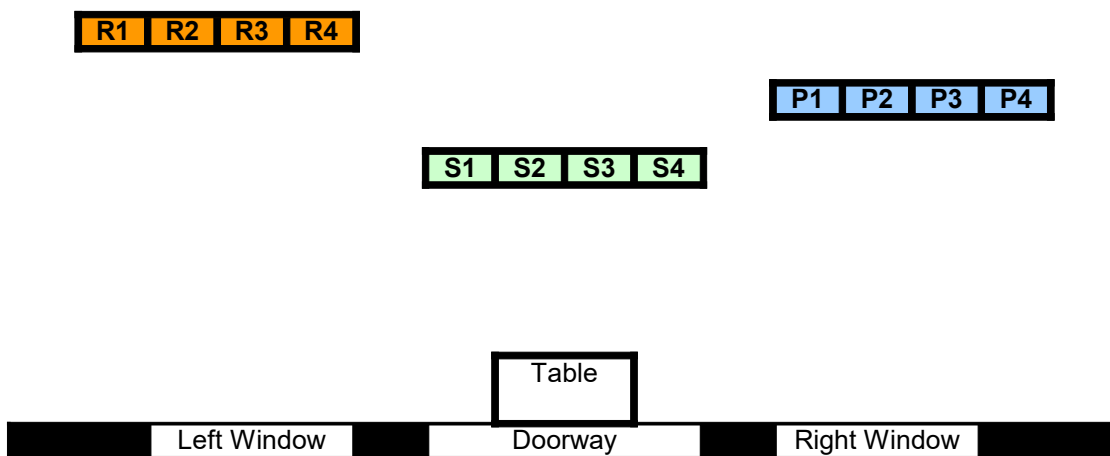 R1 R2 R3 R4
P1 P2 P3 P4
S1 S2 S3 S4
Table
Left Window Doorway Right Window